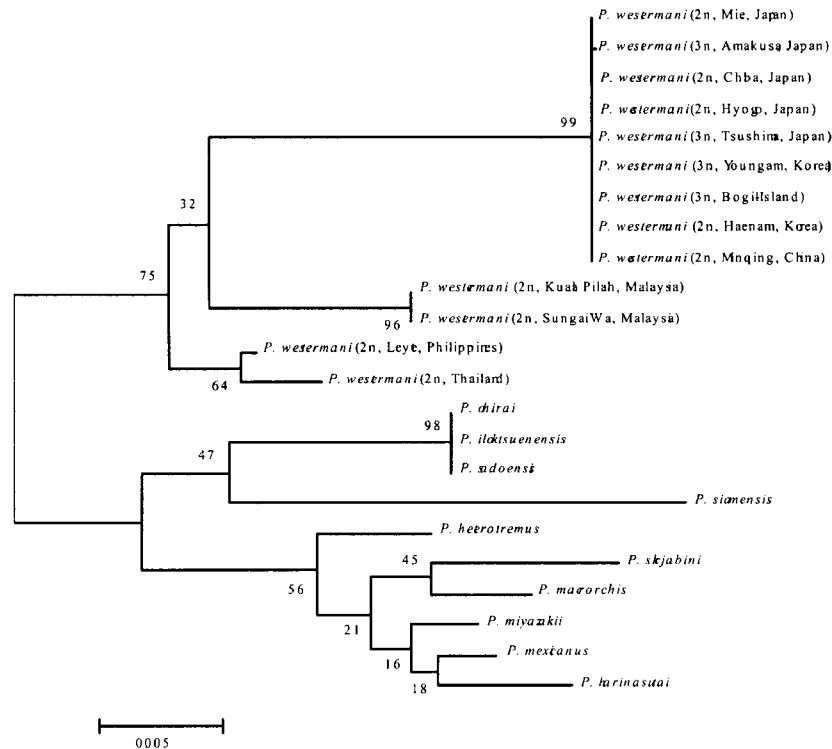 P. westermani (2n, Mie, Japan)
P. westermani (3n, Amakusa, Japan)
P. westermani (2n, Chiba, Japan)
P. westermani (2n, Hyogo, Japan)
99
P. westermani (3n, Tsushima, Japan)
P. westermani (3n, Youngam, Korea)
P. westermani (3n, Bogil-Island)
32
P. westermani (2n, Haenam, Korea)
P. westermani (2n, Minqing, China)
75
P. westermani (2n, Kuala Pilah, Malaysia)
96
P. westermani (2n, Sungai Wa, Malaysia)
P. westermani (2n, Leyte, Philippines)
64
P. westermani (2n, Thailand)
P. ohirai
98
P. iloktsuenensis
47
P. sadoensis
P. siamensis
P. heterotremus
45
P. skrjabini
56
P. macrorchis
21
P. miyazakii
16
P. mexicanus
18
P. harinasutai
0005